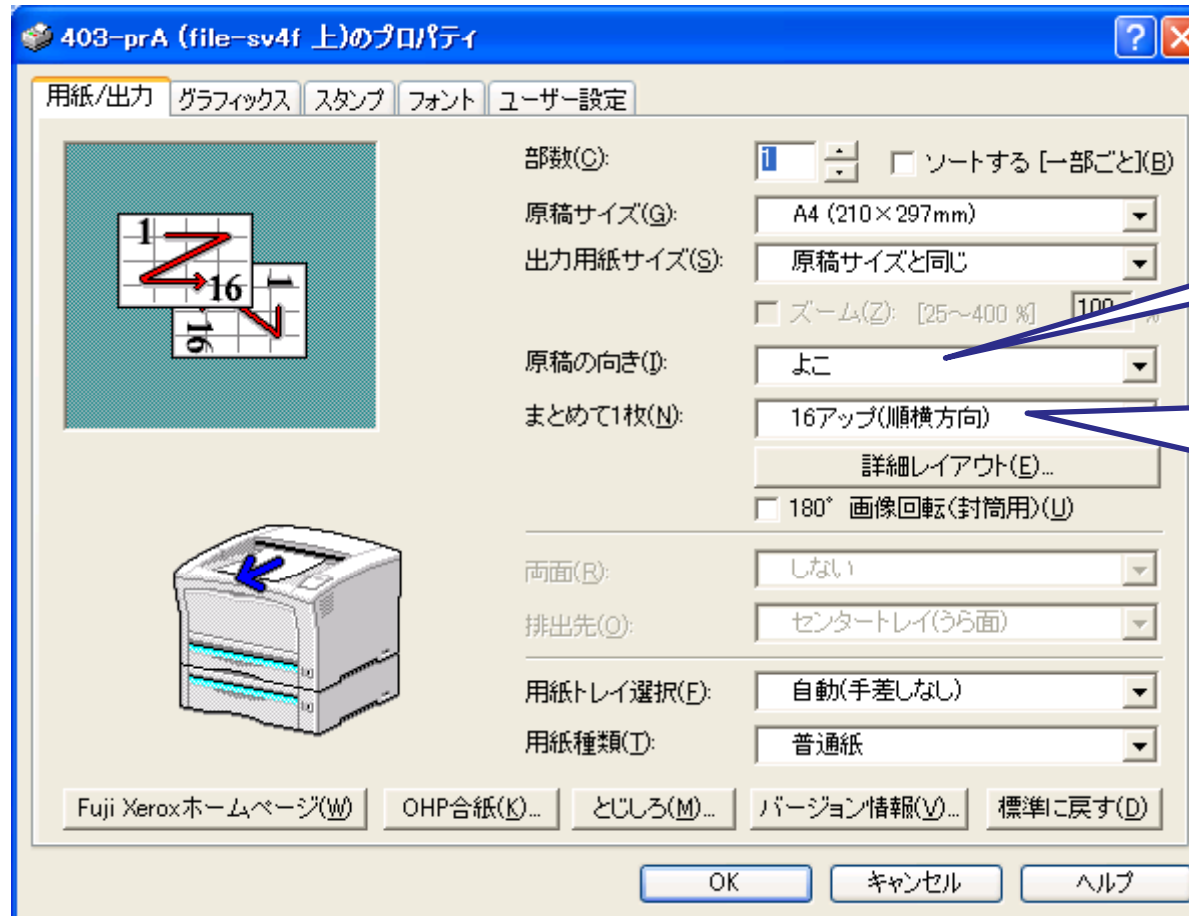 403-prA (file-sv4f 上)のプロパティ
用紙/出力 グラフィックス スタンプ フォント ユーザー設定
部数(C): 1 ソートする [一部ごと](B)
原稿サイズ(G): A4 (210×297mm)
出力用紙サイズ(S): 原稿サイズと同じ
ズーム(Z): [25～400 %] 100 %
原稿の向き(I): よこ
まとめて1枚(N): 16アップ(順横方向)
詳細レイアウト(E)...
180° 画像回転(封筒用)(U)
両面(R): しない
排出先(O): センタートレイ(うら面)
用紙トレイ選択(F): 自動(手差しなし)
用紙種類(T): 普通紙
1
16
1
16
Fuji Xeroxホームページ(W) OHP合紙(K)... とじしろ(M)... バージョン情報(V)... 標準に戻す(D)
OK キャンセル ヘルプ